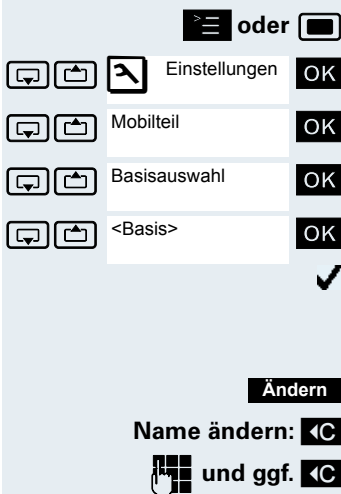 oder
Einstellungen OK
Mobilteil OK
Basisauswahl OK
<Basis> OK
Ändern
Name ändern: C
und ggf. C